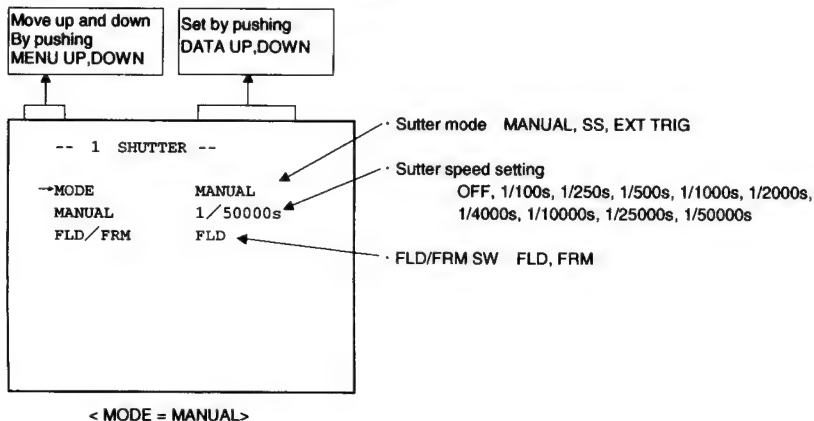 Move up and down
By pushing
MENU UP,DOWN
Set by pushing
DATA UP,DOWN
-- 1 SHUTTER --
→MODE MANUAL
MANUAL 1/50000s
FLD/FRM FLD
· Sutter mode MANUAL, SS, EXT TRIG
· Sutter speed setting
OFF, 1/100s, 1/250s, 1/500s, 1/1000s, 1/2000s,
1/4000s, 1/10000s, 1/25000s, 1/50000s
· FLD/FRM SW FLD, FRM
< MODE = MANUAL>